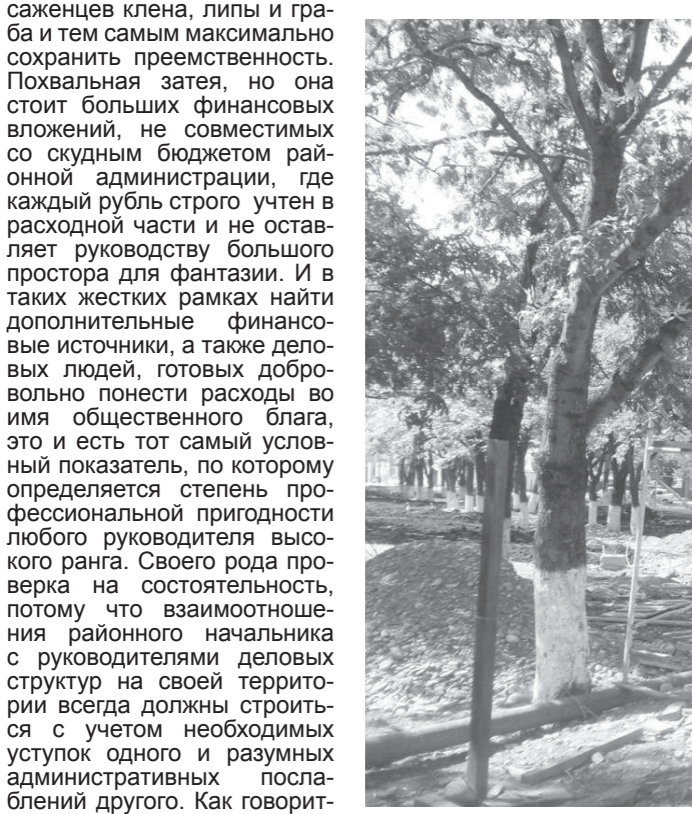 саженцев клена, липы и гра-
ба и тем самым максимально
сохранить преемственность.
Похвальная затея, но она
стоит больших финансовых
вложений, не совместимых
со скудным бюджетом рай-
онной администрации, где
каждый рубль строго учтен в
расходной части и не остав-
ляет руководству большого
простора для фантазии. И в
таких жестких рамках найти
дополнительные финансо-
вые источники, а также дело-
вых людей, готовых добро-
вольно понести расходы во
имя общественного блага,
это и есть тот самый услов-
ный показатель, по которому
определяется степень про-
фессиональной пригодности
любого руководителя высо-
кого ранга. Своего рода про-
верка на состоятельность,
потому что взаимоотноше-
ния районного начальника
с руководителями деловых
структур на своей террито-
рии всегда должны строить-
ся с учетом необходимых
уступок одного и разумных
административных посла-
блений другого. Как говорит-